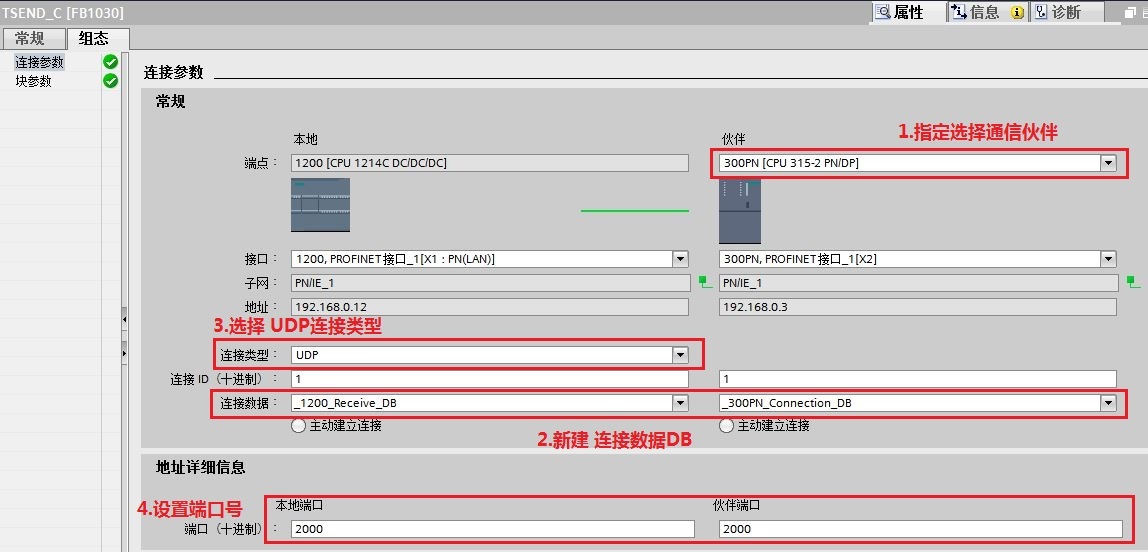 TSEND_C [FB1030]
属性
信息
诊断
常规
组态
连接参数
块参数
连接参数
常规
本地
伙伴
1.指定选择通信伙伴
端点：
1200 [CPU 1214C DC/DC/DC]
300PN [CPU 315-2 PN/DP]
接口：
1200, PROFINET接口_1[X1 : PN(LAN)]
300PN, PROFINET接口_1[X2]
子网：
PN/IE_1
PN/IE_1
地址：
192.168.0.12
192.168.0.3
3.选择 UDP连接类型
连接类型：
UDP
连接 ID（十进制）：
1
1
连接数据：
_1200_Receive_DB
_300PN_Connection_DB
主动建立连接
主动建立连接
2.新建 连接数据DB
地址详细信息
4.设置端口号
本地端口
伙伴端口
端口（十进制）：
2000
2000